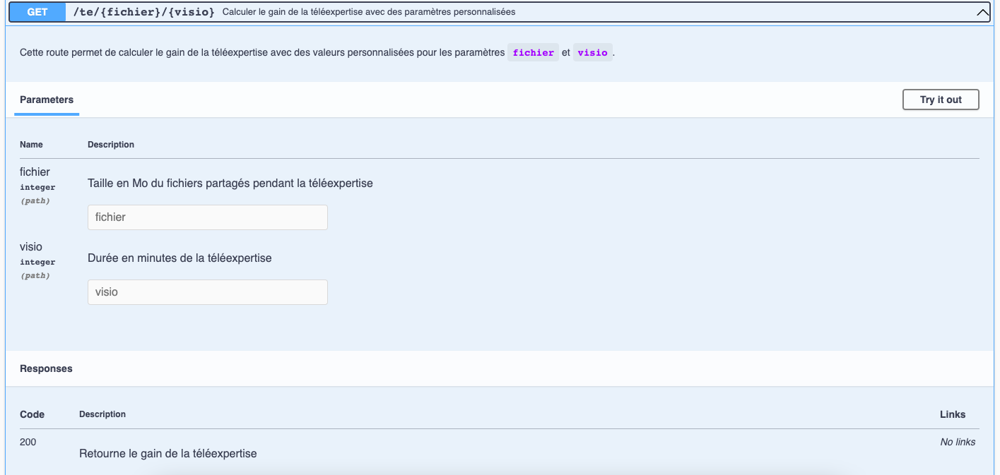 GET /te/{fichier}/{visio} Calculer le gain de la téléexpertise avec des paramètres personnalisées
Cette route permet de calculer le gain de la téléexpertise avec des valeurs personnalisées pour les paramètres fichier et visio .
Parameters Try it out
Name Description
fichier
integer
(path)
Taille en Mo du fichiers partagés pendant la téléexpertise
fichier
visio
integer
(path)
Durée en minutes de la téléexpertise
visio
Responses
Code Description Links
200 No links
Retourne le gain de la téléexpertise